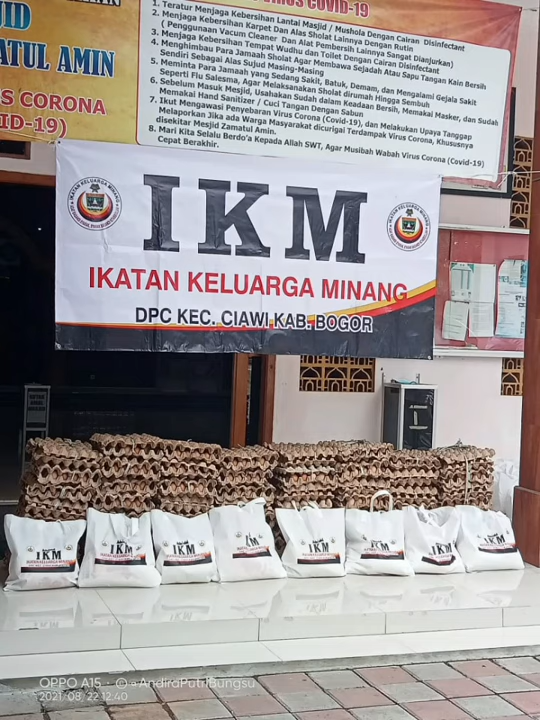 VIRUS COVID-19
1. Teratur Menjaga Kebersihan Lantai Masjid / Mushola Dengan Cairan Disinfectant
2. Menjaga Kebersihan Karpet Dan Alas Sholat Lainnya Dengan Rutin
( Penggunaan Vacum Cleaner Dan Alat Pembersih Lainnya Sangat Dianjurkan)
3. Menjaga Kebersihan Tempat Wudhu dan Toilet Dengan Cairan Disinfectant
4. Menghimbau Para Jamaah Sholat Agar Membawa Sejadah Atau Sapu Tangan Kain Bersih
Sendiri Sebagai Alas Sujud Masing-Masing
5. Meminta Para Jamaah yang Sedang Sakit, Batuk, Demam, dan Mengalami Gejala Sakit
Seperti Flu Salesma, Agar Melaksanakan Sholat dirumah Hingga Sembuh
6. Sebelum Masuk Mesjid, Usahakan Sudah dalam Keadaan Bersih, Memakai Masker, dan Sudah
Memakai Hand Sanitizer / Cuci Tangan dengan Sabun
7. Ikut Mengawasi Penyebaran Virus Corona (Covid-19), dan Melakukan Upaya Tanggap
Melaporkan Jika ada Warga Masyarakat dicurigai Terdampak Virus Corona, Khususnya
disekitar Mesjid Zamatul Amin.
8. Mari Kita Selalu Berdo'a Kepada Allah SWT, Agar Musibah Wabah Virus Corona (Covid-19)
Cepat Berakhir.
ID
ATUL AMIN
S CORONA
ID-19)
IKM
IKATAN KELUARGA MINANG
DPC KEC. CIAWI KAB. BOGOR
IKM
IKM
IKM
IKM
IKM
IKM
IKM
IKM
OPPO A15 · © AndiraPutriBungsu
2021/08/22 12:40